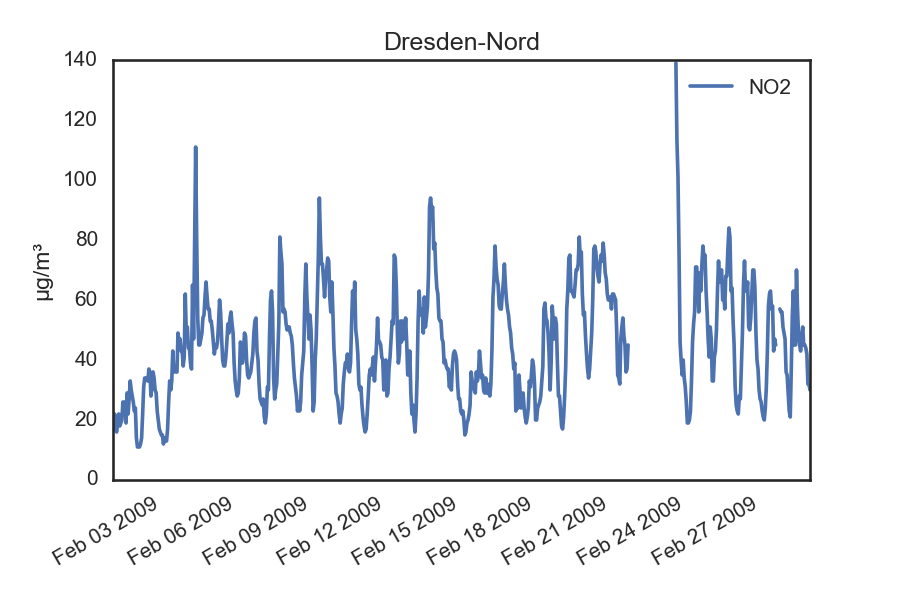 Dresden-Nord
140
120
100
80
60
40
20
0
µg/m³
NO2
Feb 03 2009
Feb 06 2009
Feb 09 2009
Feb 12 2009
Feb 15 2009
Feb 18 2009
Feb 21 2009
Feb 24 2009
Feb 27 2009